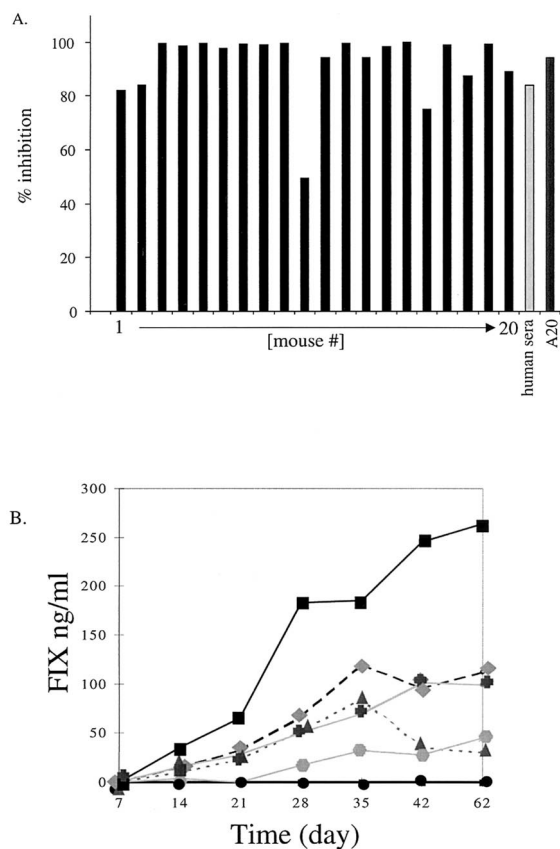 A.
% inhibition
100
80
60
40
20
0
1
20
[mouse #]
human sera
A20
B.
FIX ng/ml
300
250
200
150
100
50
0
7 14 21 28 35 42 62
Time (day)